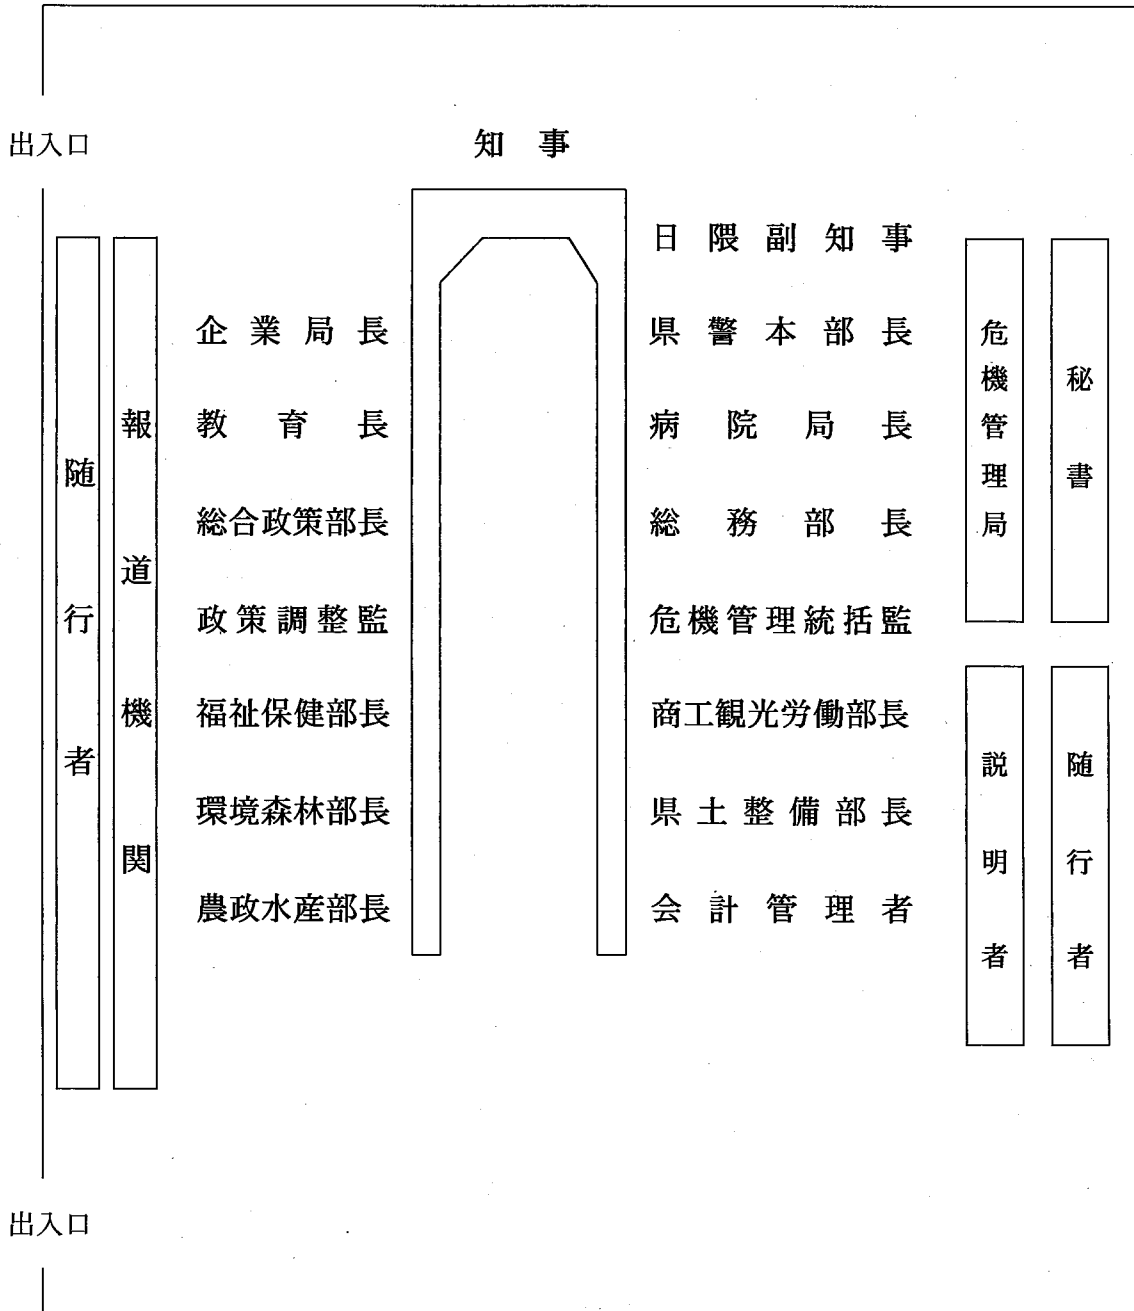 出入口
知事
日隈副知事
企業局長
県警本部長
教育長
病院局長
総合政策部長
総務部長
政策調整監
危機管理統括監
福祉保健部長
商工観光労働部長
環境森林部長
県土整備部長
農政水産部長
会計管理者
随行者
報道機関
危機管理局
秘書
説明者
随行者
出入口